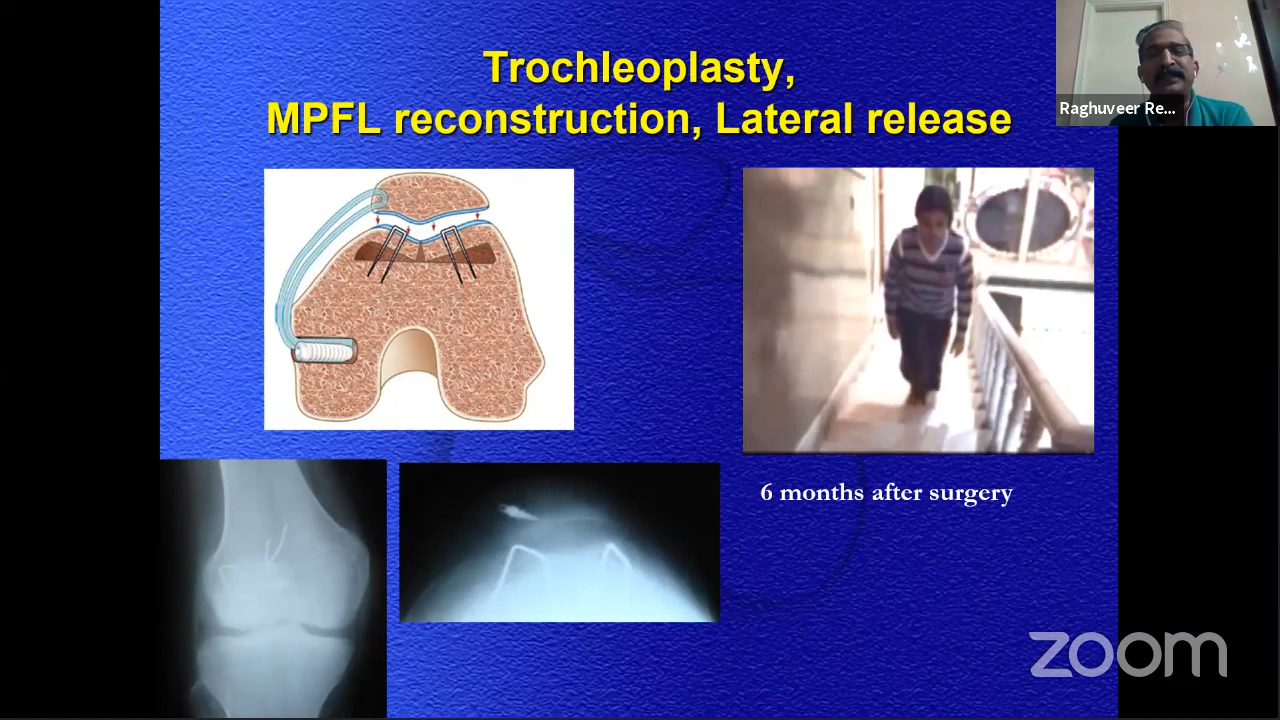 Trochleoplasty,
MPFL reconstruction, Lateral release
Raghuveer Re...
6 months after surgery
zoom